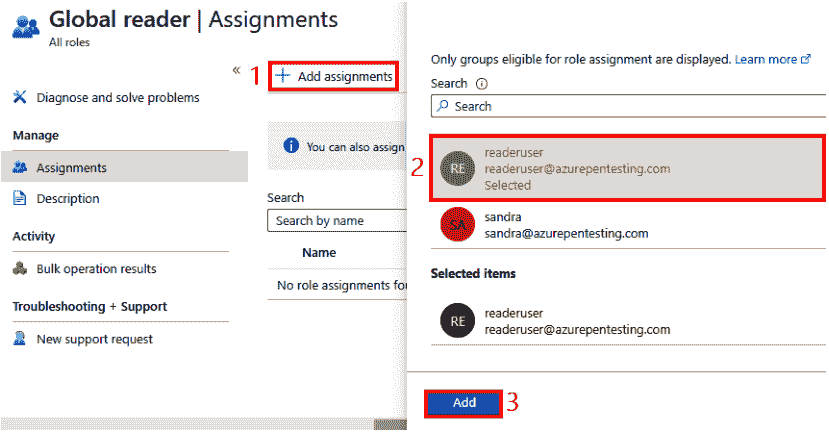 Global reader | Assignments
All roles
«
Diagnose and solve problems
Manage
Assignments
Description
Activity
Bulk operation results
Troubleshooting + Support
New support request
1
+ Add assignments
You can also assign
Search
Search by name
Name
No role assignments fou
Only groups eligible for role assignment are displayed. Learn more
Search
Search
2
RE
readeruser
readeruser@azurepentesting.com
Selected
SA
sandra
sandra@azurepentesting.com
Selected items
RE
readeruser
readeruser@azurepentesting.com
Add
3